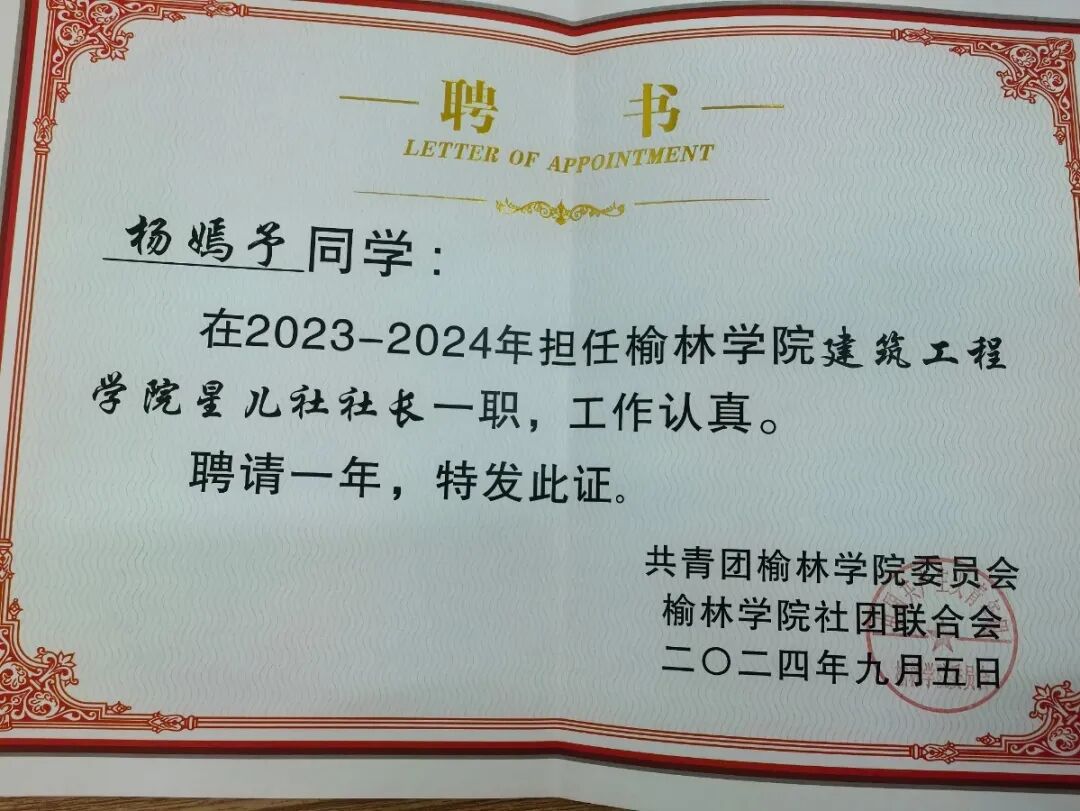 聘 书
LETTER OF APPOINTMENT
杨嫣予同学：
在2023-2024年担任榆林学院建筑工程
学院星儿社社长一职，工作认真。
聘请一年，特发此证。
共青团榆林学院委员会
榆林学院社团联合会
二〇二四年九月五日